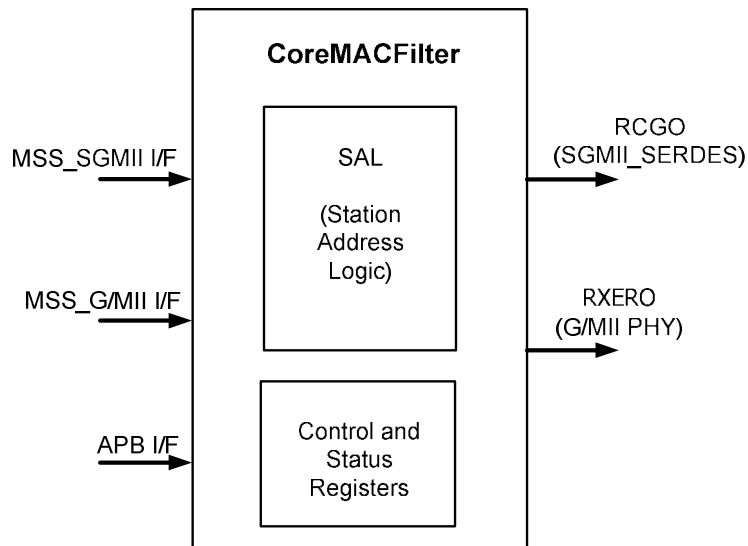 CoreMACFilter
MSS_SGMII I/F
SAL
(Station
Address
Logic)
RCGO
(SGMII_SERDES)
MSS_G/MII I/F
RXERO
(G/MII PHY)
APB I/F
Control and
Status
Registers